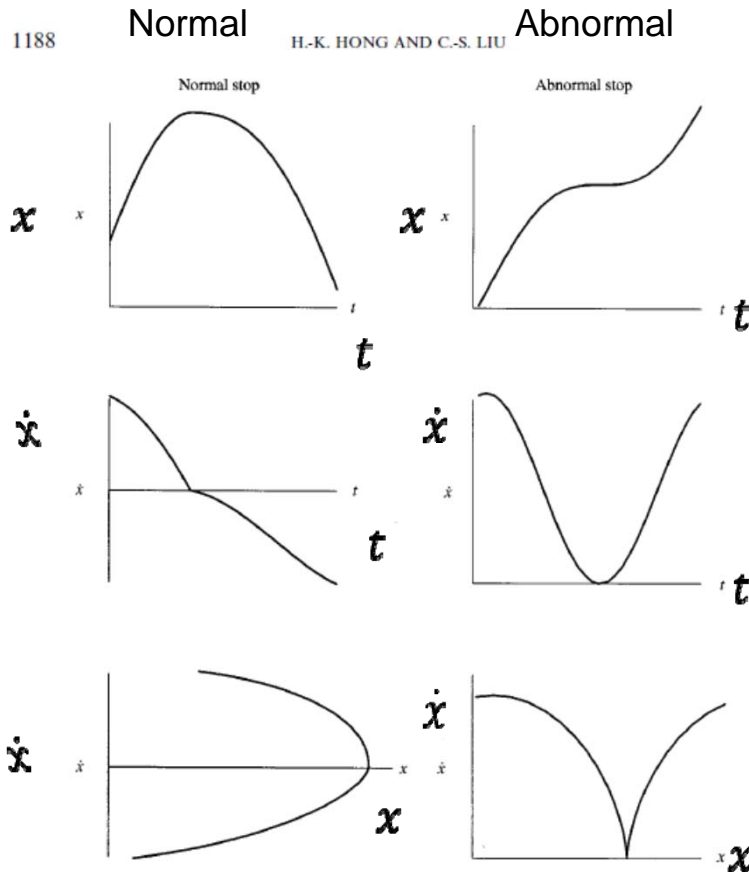 Normal Abnormal
1188 H.-K. HONG AND C.-S. LIU
Normal stop Abnormal stop
x x x x
t t t
t
ẋ ẋ
ẋ t ẋ
t t t
ẋ
ẋ ẋ x ẋ
x
x x